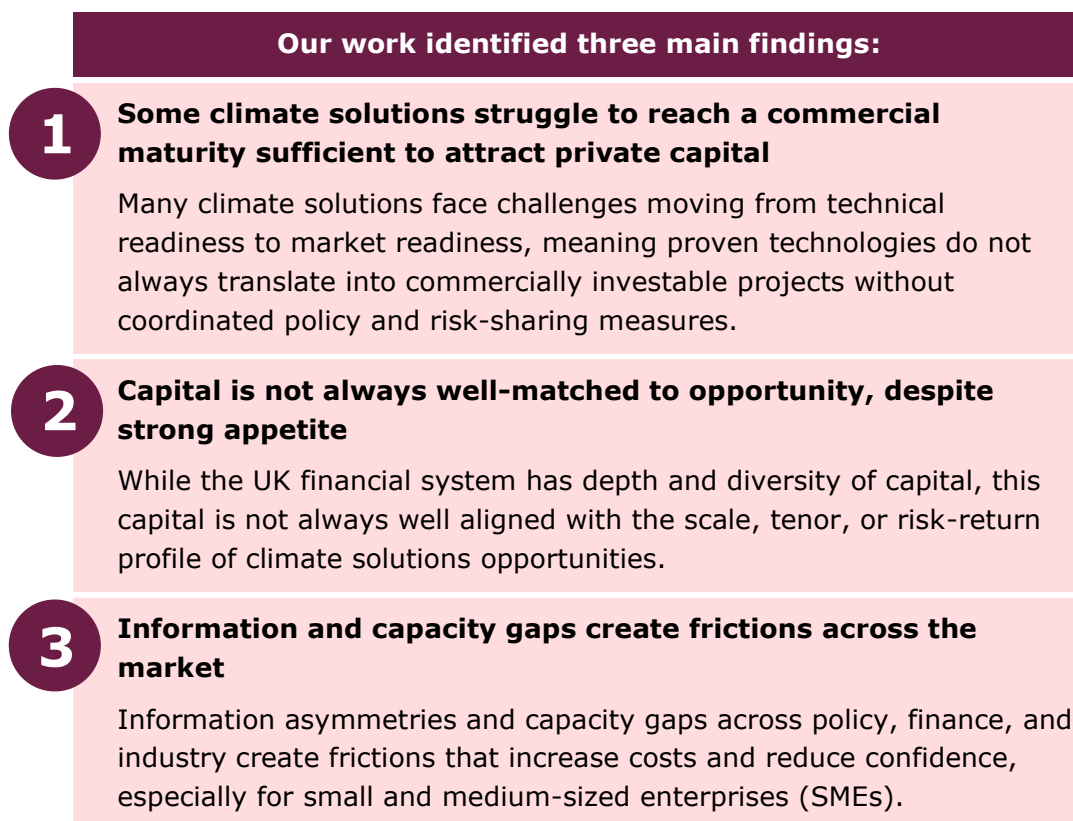 Our work identified three main findings:
1
Some climate solutions struggle to reach a commercial
maturity sufficient to attract private capital
Many climate solutions face challenges moving from technical
readiness to market readiness, meaning proven technologies do not
always translate into commercially investable projects without
coordinated policy and risk-sharing measures.
2
Capital is not always well-matched to opportunity, despite
strong appetite
While the UK financial system has depth and diversity of capital, this
capital is not always well aligned with the scale, tenor, or risk-return
profile of climate solutions opportunities.
3
Information and capacity gaps create frictions across the
market
Information asymmetries and capacity gaps across policy, finance, and
industry create frictions that increase costs and reduce confidence,
especially for small and medium-sized enterprises (SMEs).